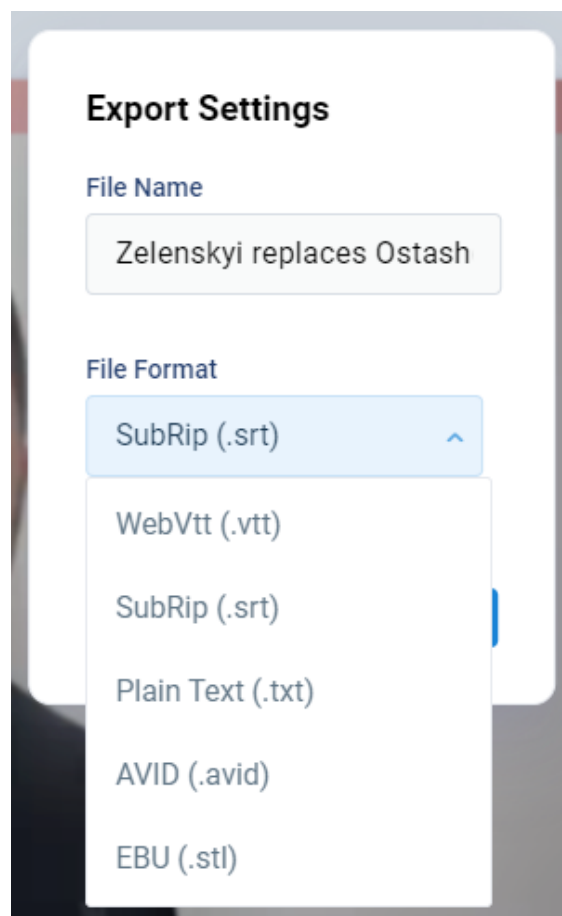 Export Settings
File Name
Zelenskyi replaces Ostash
File Format
SubRip (.srt)
WebVtt (.vtt)
SubRip (.srt)
Plain Text (.txt)
AVID (.avid)
EBU (.stl)